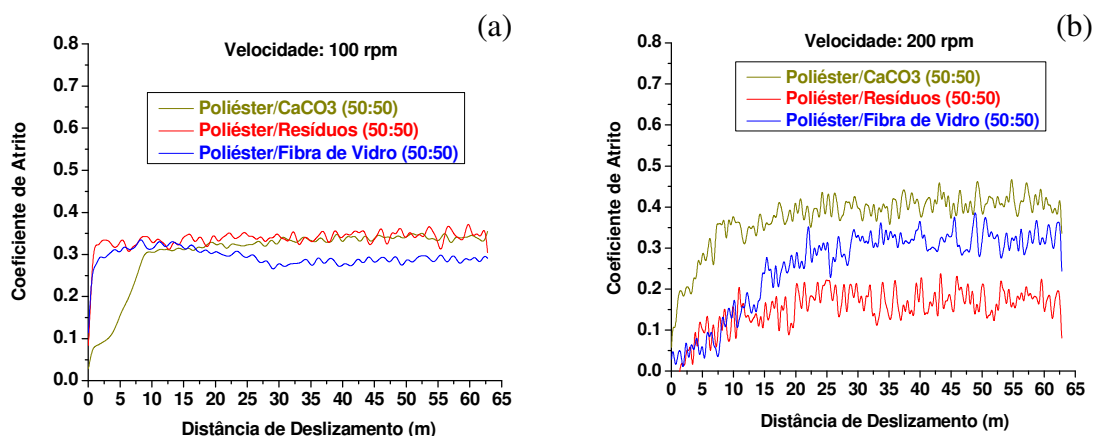 (a)
Velocidade: 100 rpm
Poliéster/CaCO3 (50:50)
Poliéster/Resíduos (50:50)
Poliéster/Fibra de Vidro (50:50)
Coeficiente de Atrito
0.8
0.7
0.6
0.5
0.4
0.3
0.2
0.1
0.0
0 5 10 15 20 25 30 35 40 45 50 55 60 65
Distância de Deslizamento (m)
(b)
Velocidade: 200 rpm
Poliéster/CaCO3 (50:50)
Poliéster/Resíduos (50:50)
Poliéster/Fibra de Vidro (50:50)
Coeficiente de Atrito
0.8
0.7
0.6
0.5
0.4
0.3
0.2
0.1
0.0
0 5 10 15 20 25 30 35 40 45 50 55 60 65
Distância de Deslizamento (m)